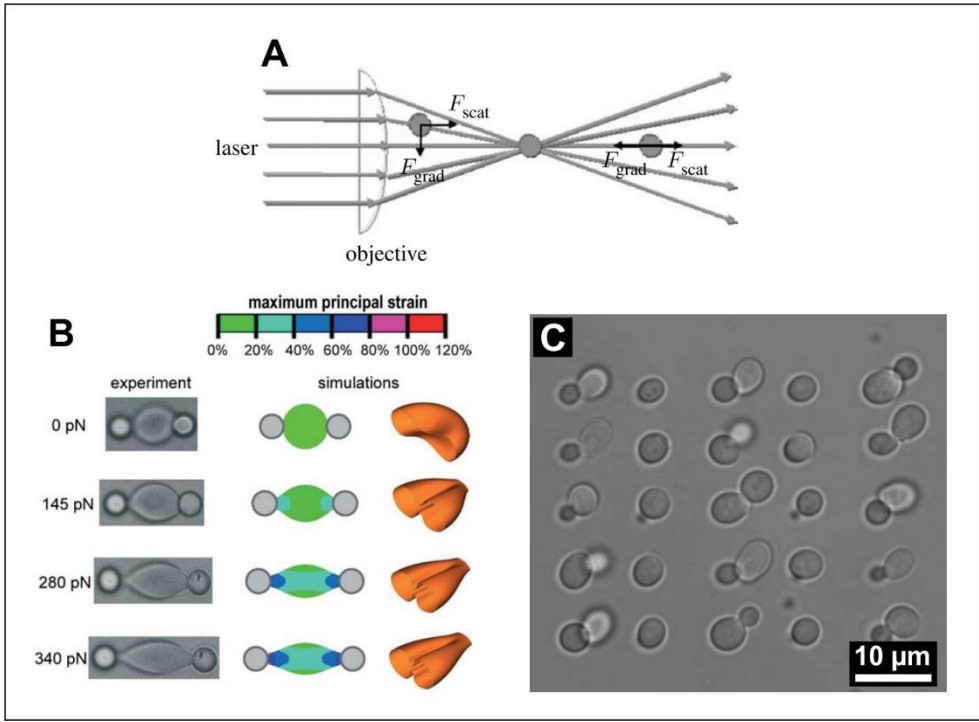 A
F_scat
laser
F_grad
F_grad
F_scat
objective
B
maximum principal strain
0% 20% 40% 60% 80% 100% 120%
experiment simulations
0 pN
145 pN
280 pN
340 pN
C
10 µm